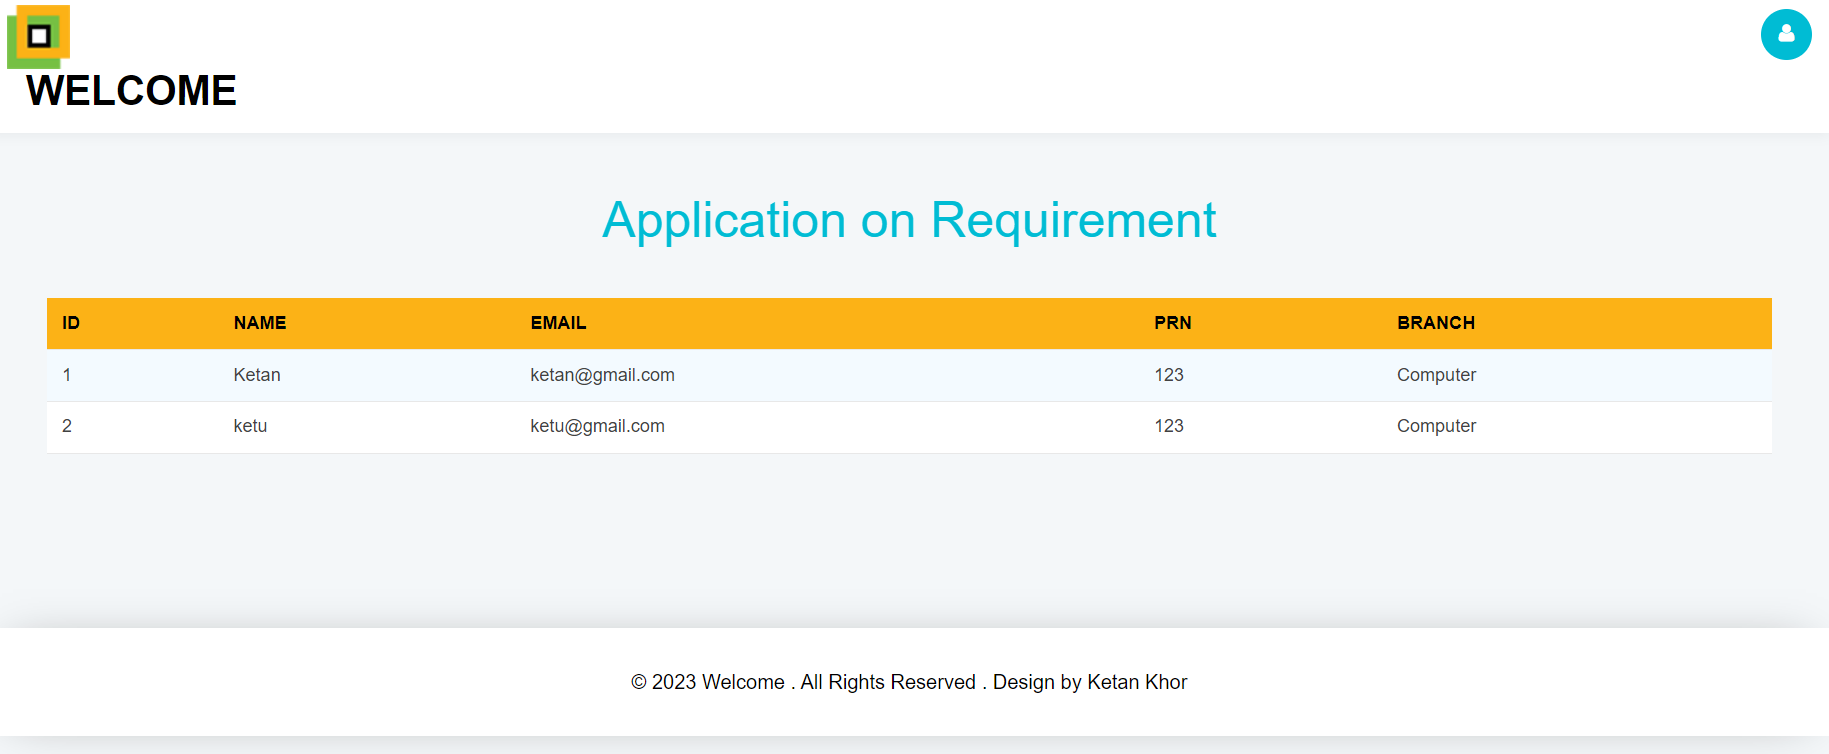 WELCOME
Application on Requirement
ID NAME EMAIL PRN BRANCH
1 Ketan ketan@gmail.com 123 Computer
2 ketu ketu@gmail.com 123 Computer
© 2023 Welcome . All Rights Reserved . Design by Ketan Khor